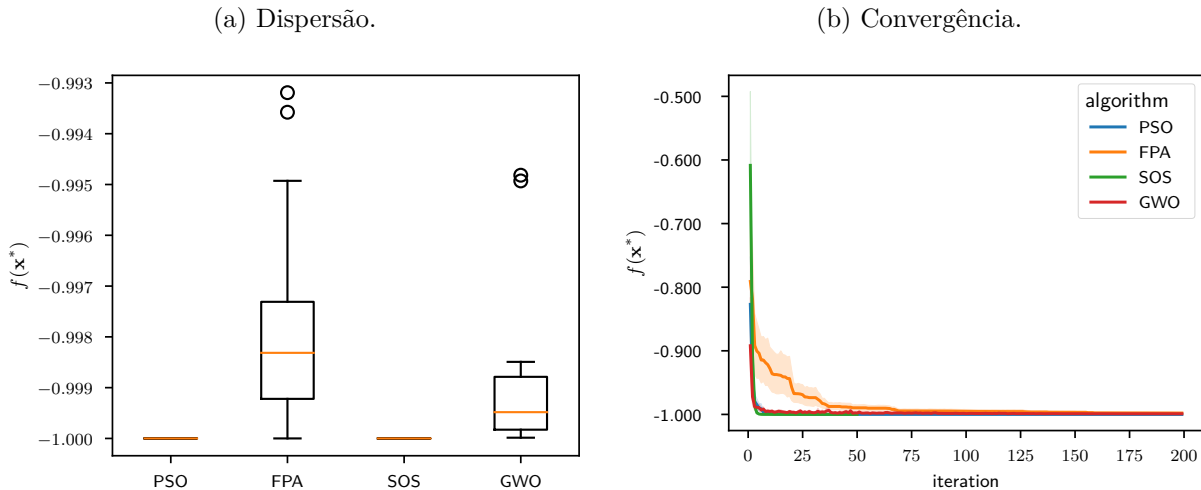 (a) Dispersão.
−0.993
−0.994
−0.995
−0.996
−0.997
−0.998
−0.999
−1.000
f(x*)
PSO FPA SOS GWO
(b) Convergência.
-0.500
-0.600
-0.700
-0.800
-0.900
-1.000
f(x*)
algorithm
PSO
FPA
SOS
GWO
0 25 50 75 100 125 150 175 200
iteration